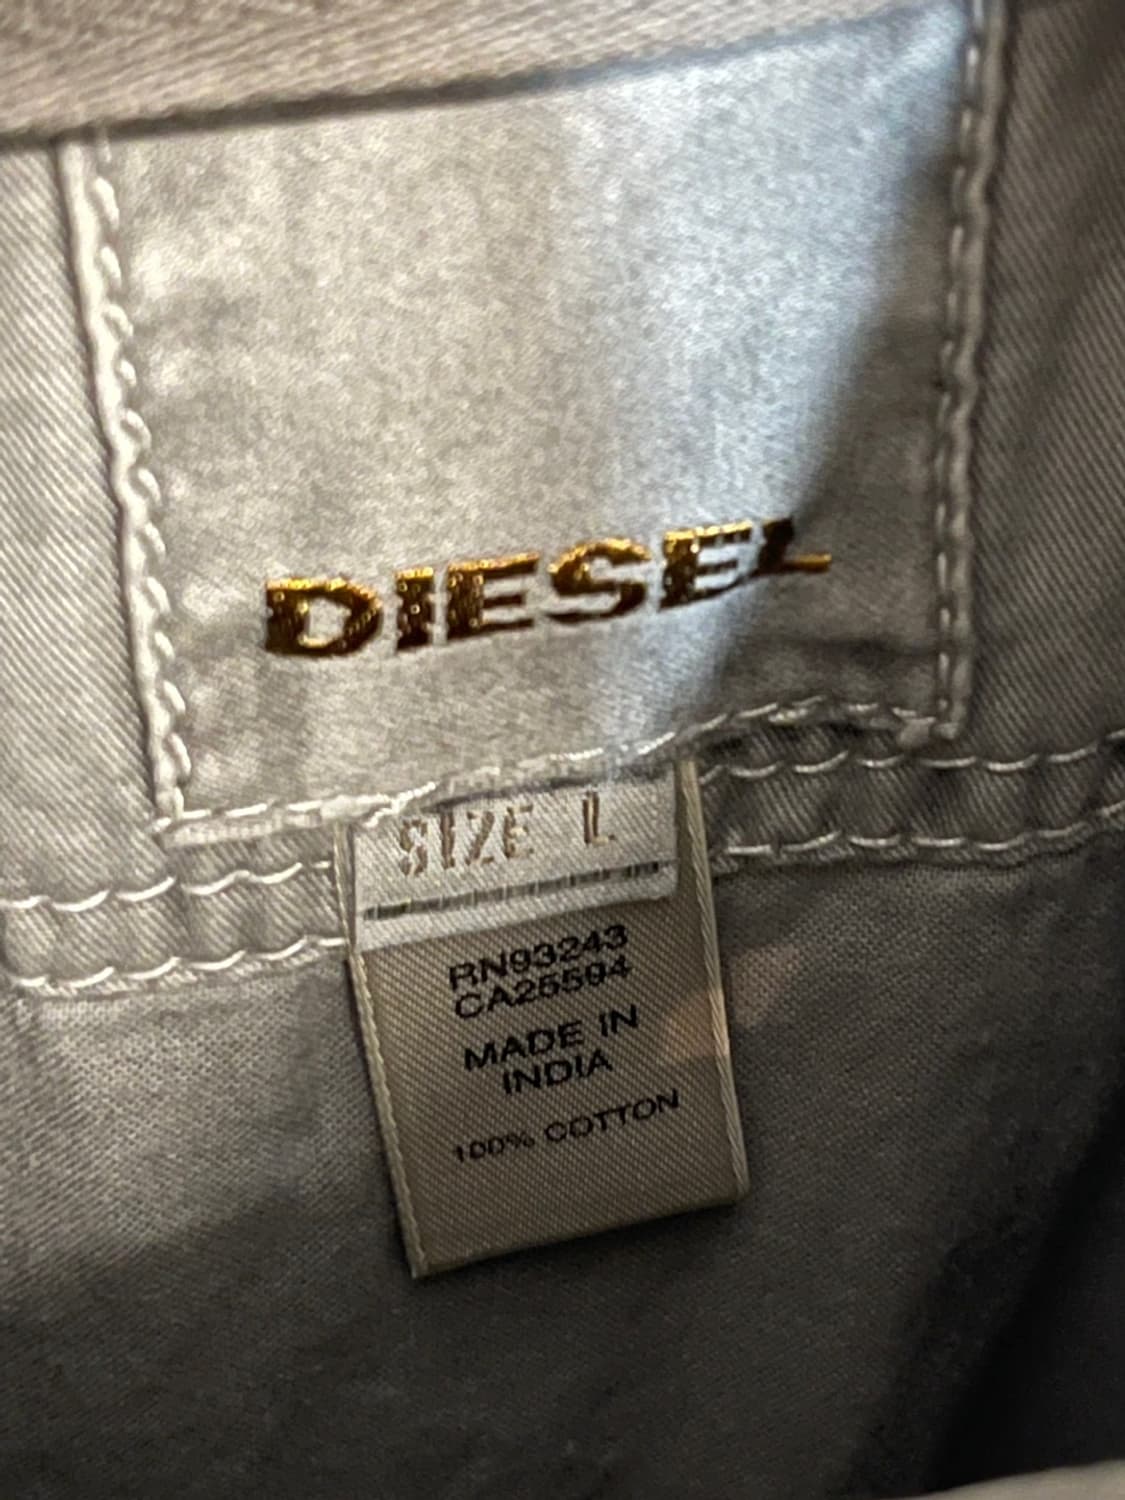 DIESEL
SIZE L
RN93243
CA25594
MADE IN
INDIA
100% COTTON